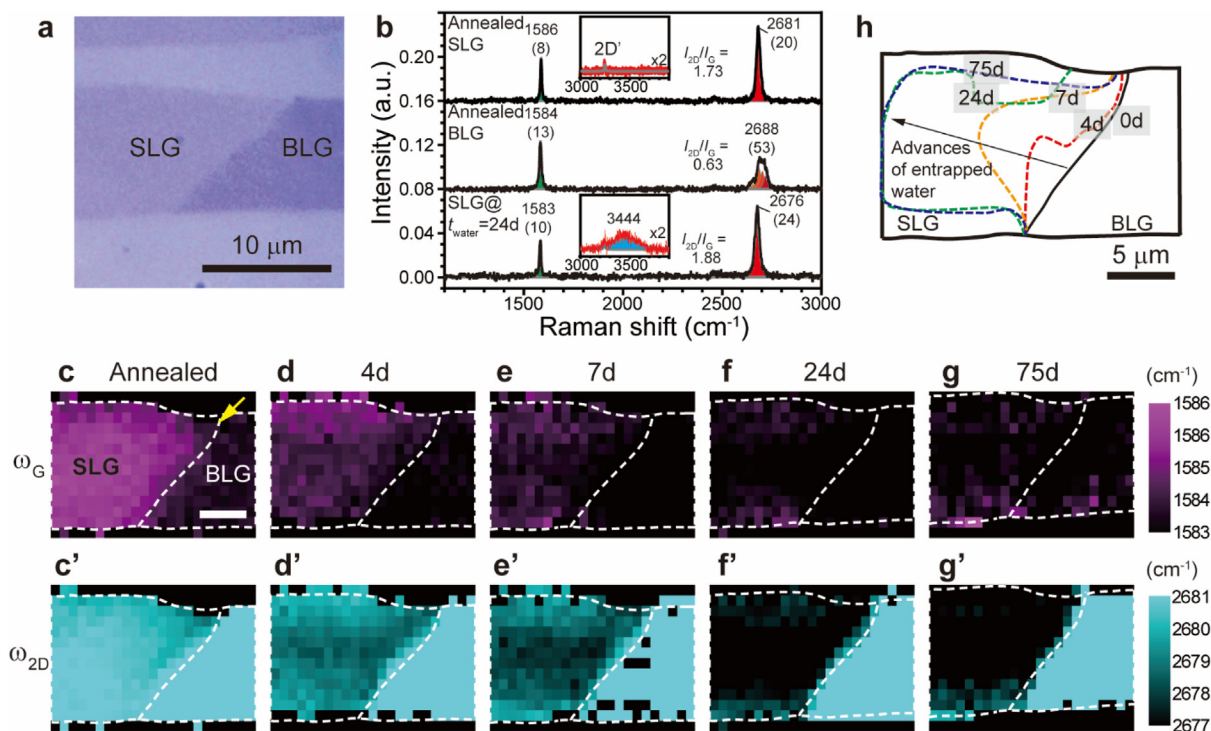 a
SLG
BLG
10 μm
b
Intensity (a.u.)
0.20
0.16
0.12
0.08
0.04
0.00
Annealed
SLG
1586
(8)
2D'
x2
3000 3500
I2D/IG =
1.73
2681
(20)
Annealed
BLG
1584
(13)
I2D/IG =
0.63
2688
(53)
SLG@
twater=24d
1583
(10)
3444
x2
3000 3500
I2D/IG =
1.88
2676
(24)
1500 2000 2500 3000
Raman shift (cm-1)
h
75d
24d
7d
4d
0d
Advances
of entrapped
water
SLG
BLG
5 μm
c Annealed
d 4d
e 7d
f 24d
g 75d
(cm-1)
ωG
SLG
BLG
1586
1586
1585
1584
1583
c'
d'
e'
f'
g'
(cm-1)
ω2D
2681
2680
2679
2678
2677